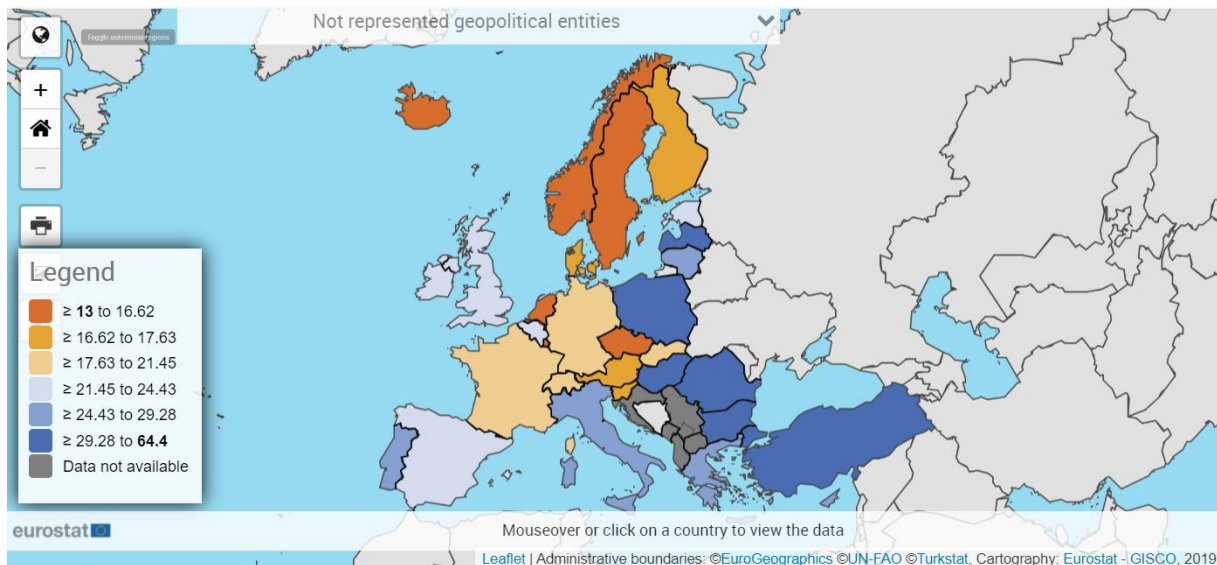 Not represented geopolitical entities
Toggle outermost regions
+
−
Legend
≥ 13 to 16.62
≥ 16.62 to 17.63
≥ 17.63 to 21.45
≥ 21.45 to 24.43
≥ 24.43 to 29.28
≥ 29.28 to 64.4
Data not available
eurostat
Mouseover or click on a country to view the data
Leaflet | Administrative boundaries: ©EuroGeographics ©UN-FAO ©Turkstat, Cartography: Eurostat - GISCO, 2019